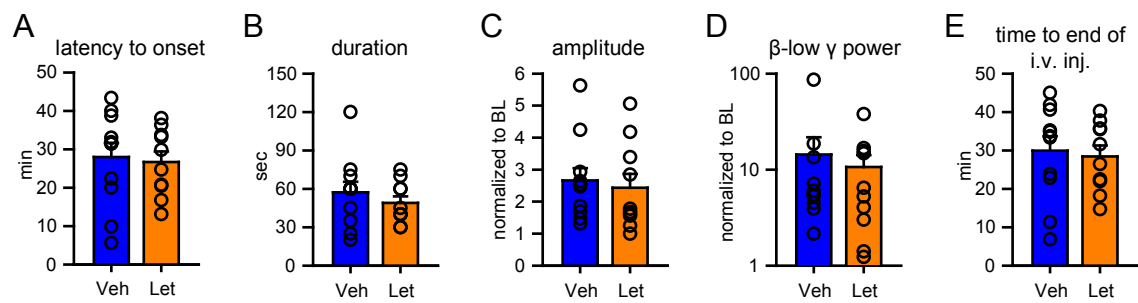 A
latency to onset
min
50
40
30
20
10
0
Veh
Let
B
duration
sec
150
120
90
60
30
0
Veh
Let
C
amplitude
normalized to BL
6
5
4
3
2
1
0
Veh
Let
D
β-low γ power
normalized to BL
100
10
1
Veh
Let
E
time to end of
i.v. inj.
min
50
40
30
20
10
0
Veh
Let